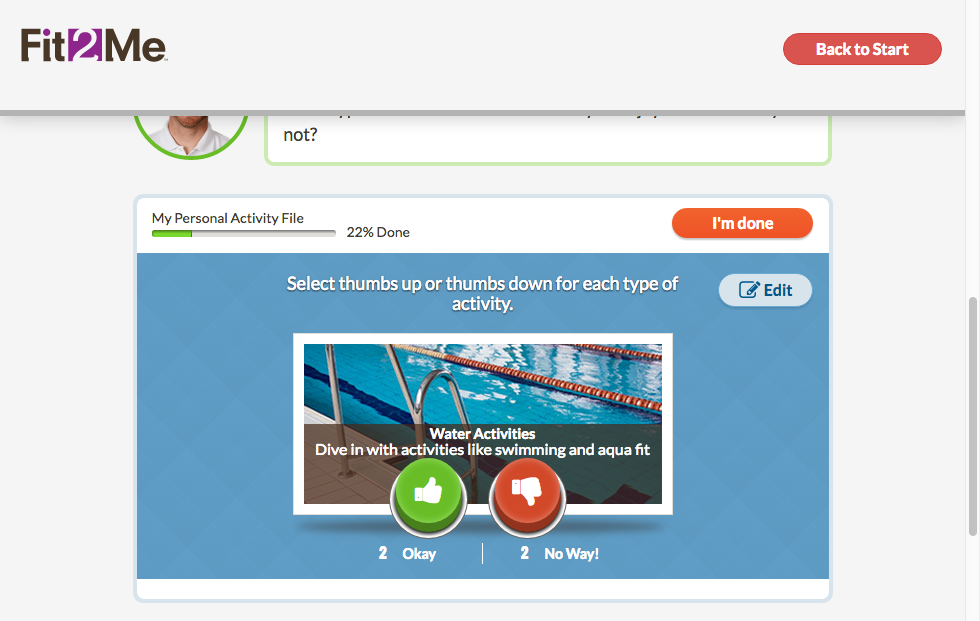 Fit2Me
Back to Start
not?
My Personal Activity File
22% Done
I'm done
Select thumbs up or thumbs down for each type of
activity.
Edit
Water Activities
Dive in with activities like swimming and aqua fit
2 Okay
2 No Way!